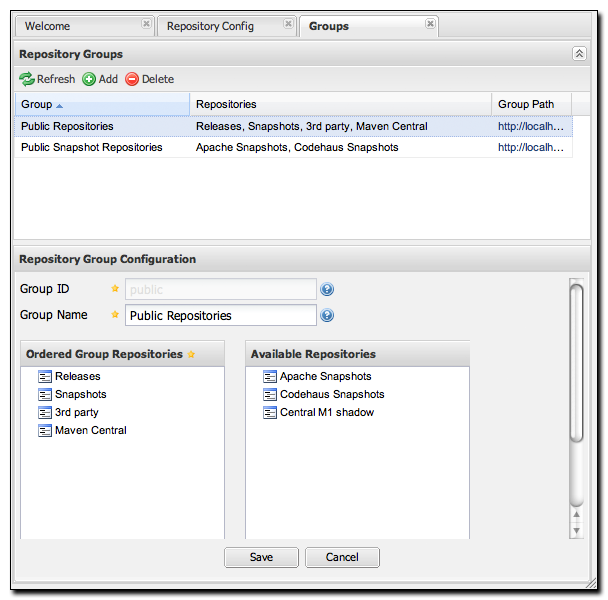 Welcome Repository Config Groups
Repository Groups
Refresh Add Delete
Group Repositories Group Path
Public Repositories Releases, Snapshots, 3rd party, Maven Central http://localh...
Public Snapshot Repositories Apache Snapshots, Codehaus Snapshots http://localh...
Repository Group Configuration
Group ID public
Group Name Public Repositories
Ordered Group Repositories Available Repositories
Releases Apache Snapshots
Snapshots Codehaus Snapshots
3rd party Central M1 shadow
Maven Central
Save Cancel